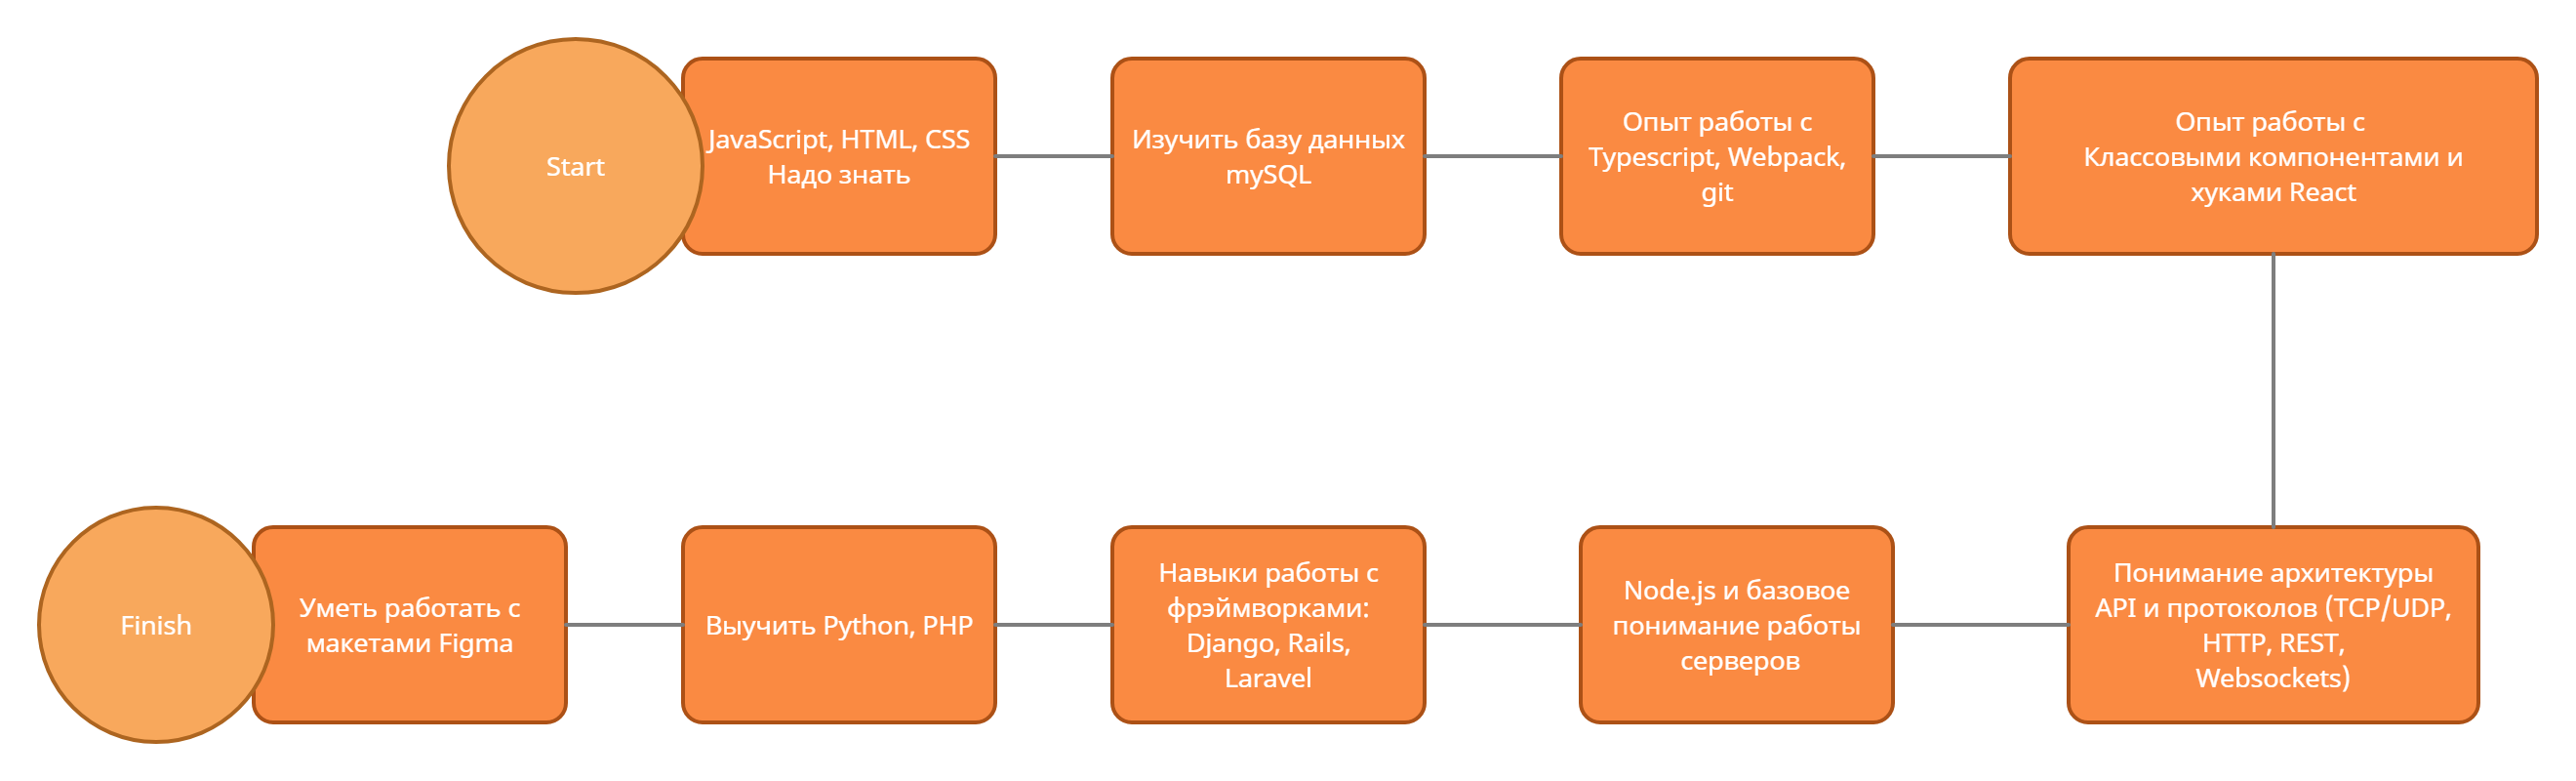 Start
JavaScript, HTML, CSS
Надо знать
Изучить базу данных
mySQL
Опыт работы с
Typescript, Webpack,
git
Опыт работы с
Классовыми компонентами и
хуками React
Finish
Уметь работать с
макетами Figma
Выучить Python, PHP
Навыки работы с
фрэймворками:
Django, Rails,
Laravel
Node.js и базовое
понимание работы
серверов
Понимание архитектуры
API и протоколов (TCP/UDP,
HTTP, REST,
Websockets)